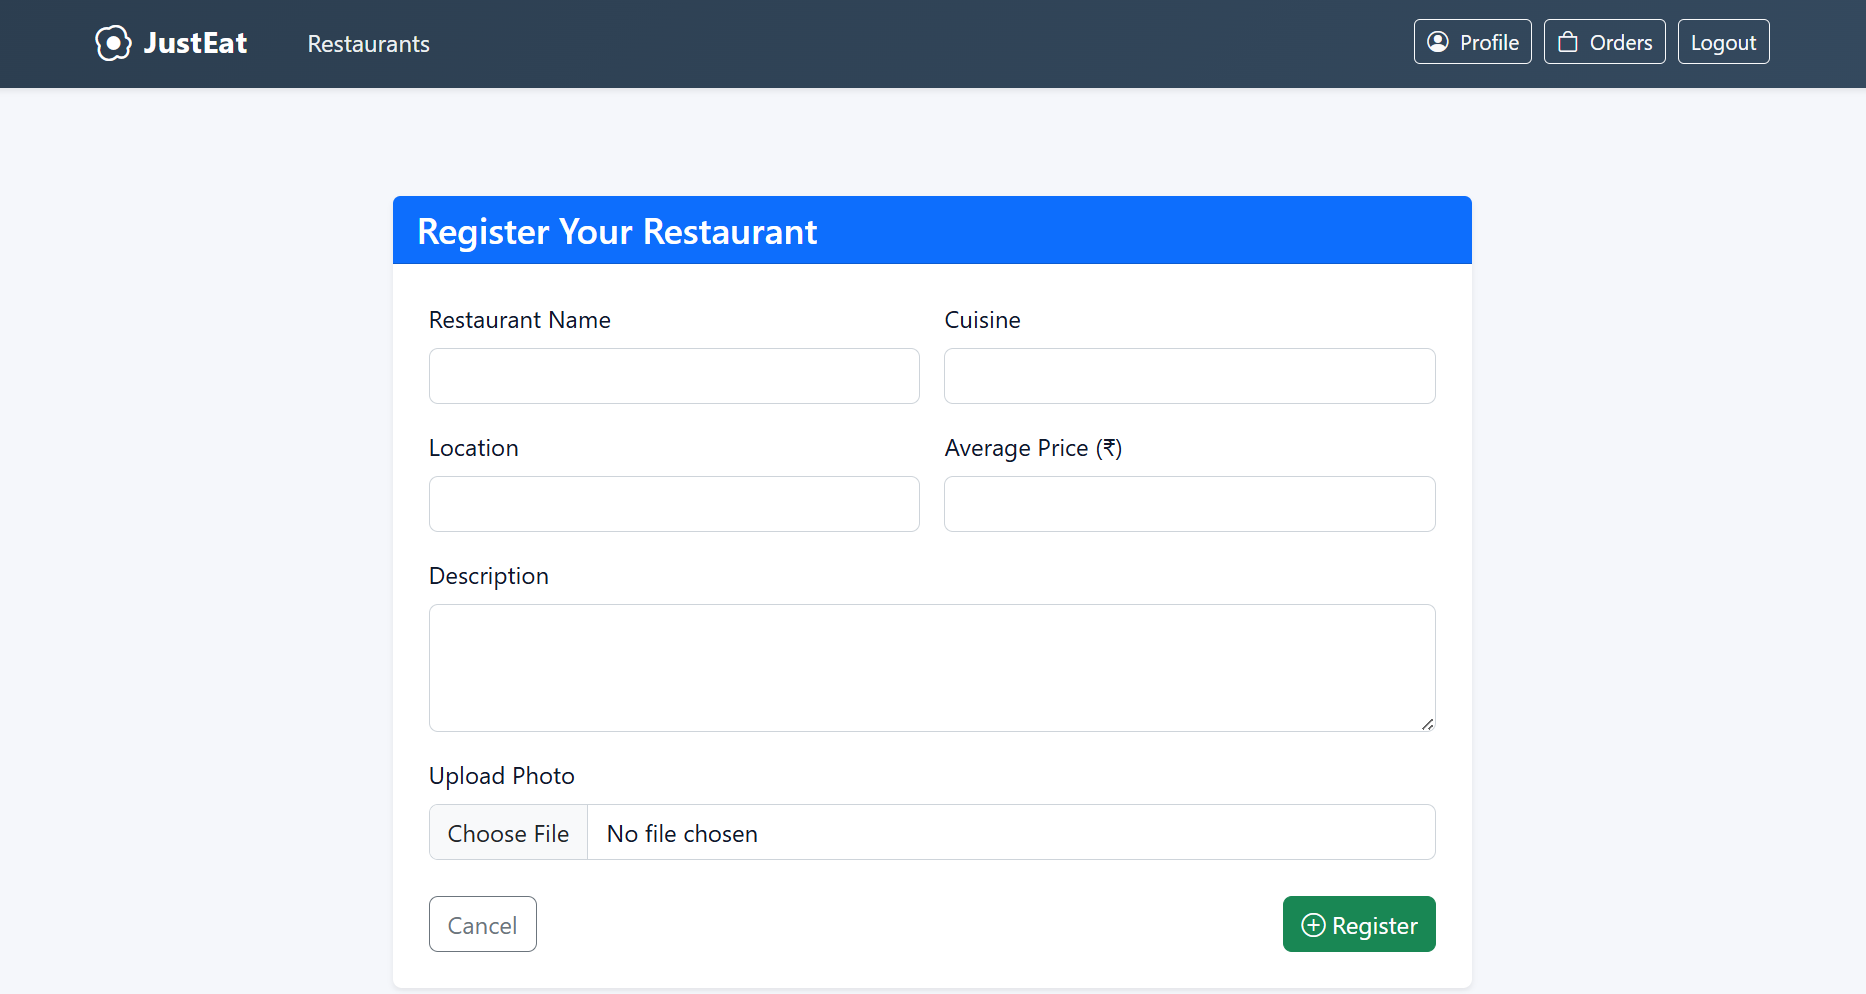 JustEat
Restaurants
Profile
Orders
Logout
Register Your Restaurant
Restaurant Name
Cuisine
Location
Average Price (₹)
Description
Upload Photo
Choose File
No file chosen
Cancel
Register